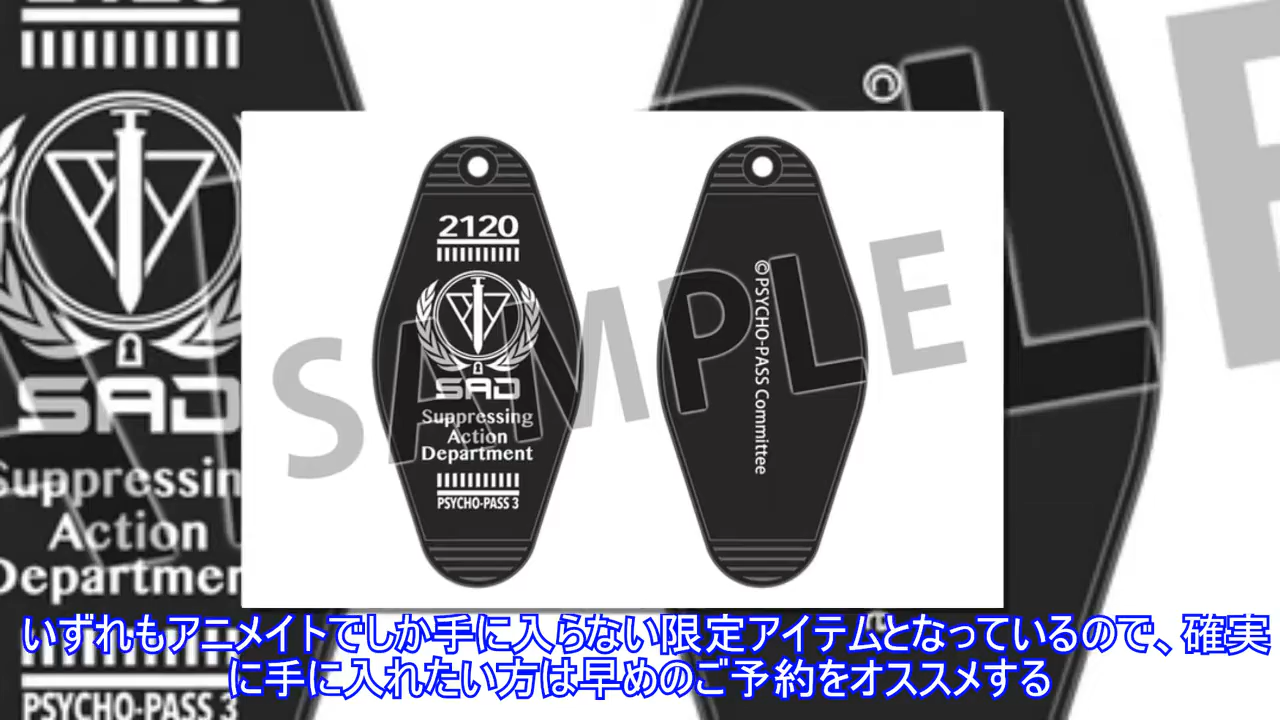 2120
SAD
Suppressing
Action
Department
PSYCHO-PASS 3
©PSYCHO-PASS Committee
SAMPLE
2120
SAD
Suppressin
Action
Departmen
PSYCHO-PASS 3
いずれもアニメイトでしか手に入らない限定アイテムとなっているので、確実
に手に入れたい方は早めのご予約をオススメする